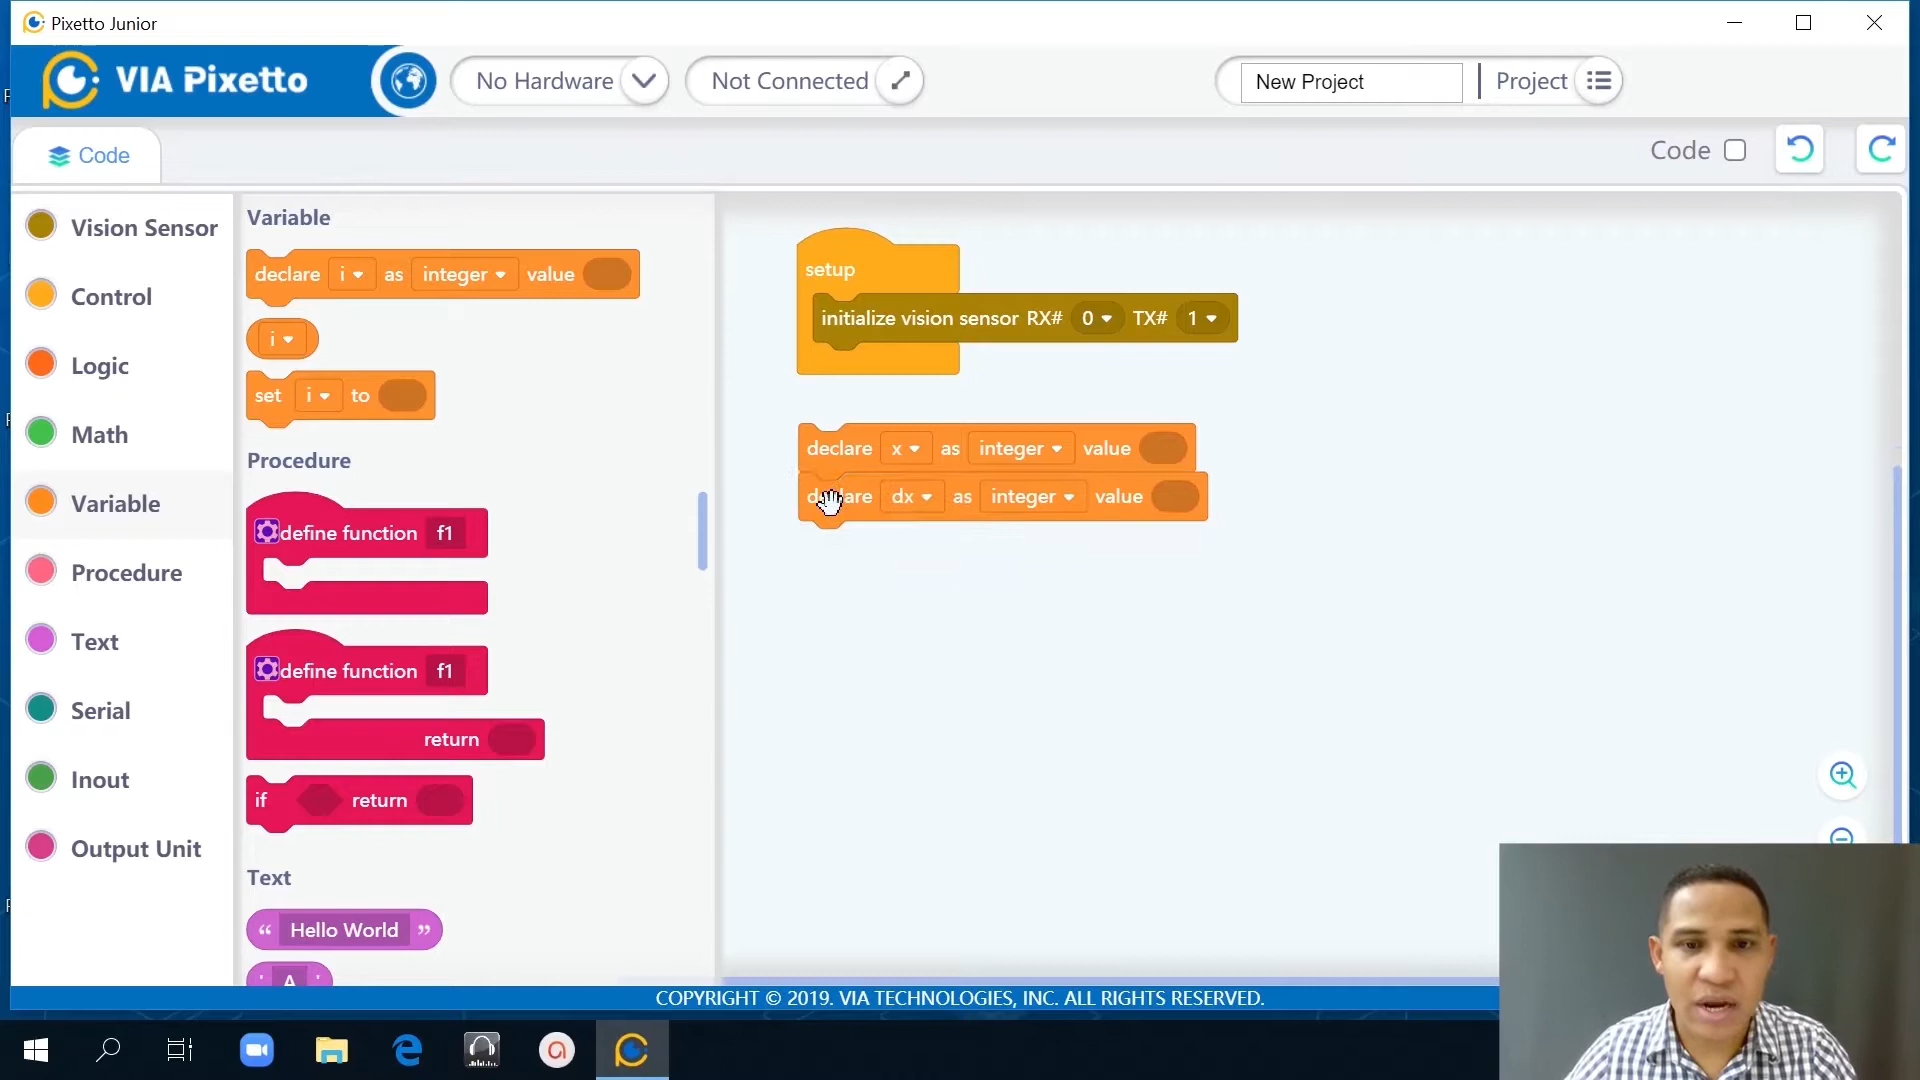 Pixetto Junior
VIA Pixetto
No Hardware
Not Connected
New Project
Project
Code
Code
Vision Sensor
Control
Logic
Math
Variable
Procedure
Text
Serial
Inout
Output Unit
Variable
declare i as integer value
i
set i to
Procedure
define function f1
define function f1
return
if return
Text
“ Hello World ”
' A '
setup
initialize vision sensor RX# 0 TX# 1
declare x as integer value
declare dx as integer value
COPYRIGHT © 2019. VIA TECHNOLOGIES, INC. ALL RIGHTS RESERVED.